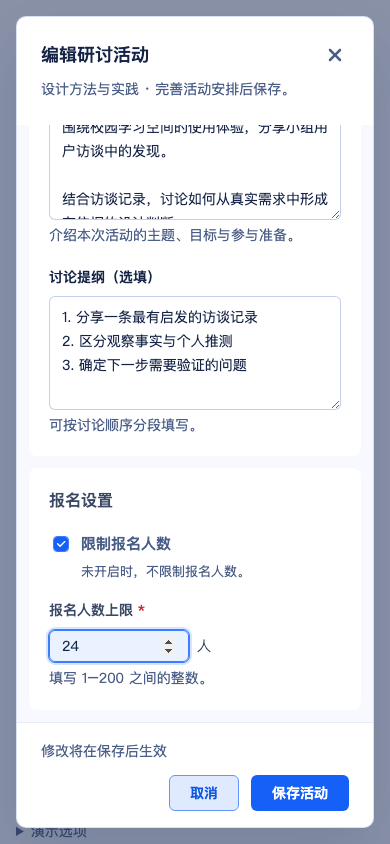 编辑研讨活动
设计方法与实践 · 完善活动安排后保存。
围绕校园学习空间的使用体验，分享小组用
户访谈中的发现。
结合访谈记录，讨论如何从真实需求中形成
介绍本次活动的主题、目标与参与准备。
讨论提纲（选填）
1. 分享一条最有启发的访谈记录
2. 区分观察事实与个人推测
3. 确定下一步需要验证的问题
可按讨论顺序分段填写。
报名设置
限制报名人数
未开启时，不限制报名人数。
报名人数上限 *
24 人
填写 1—200 之间的整数。
修改将在保存后生效
取消 保存活动
演示选项